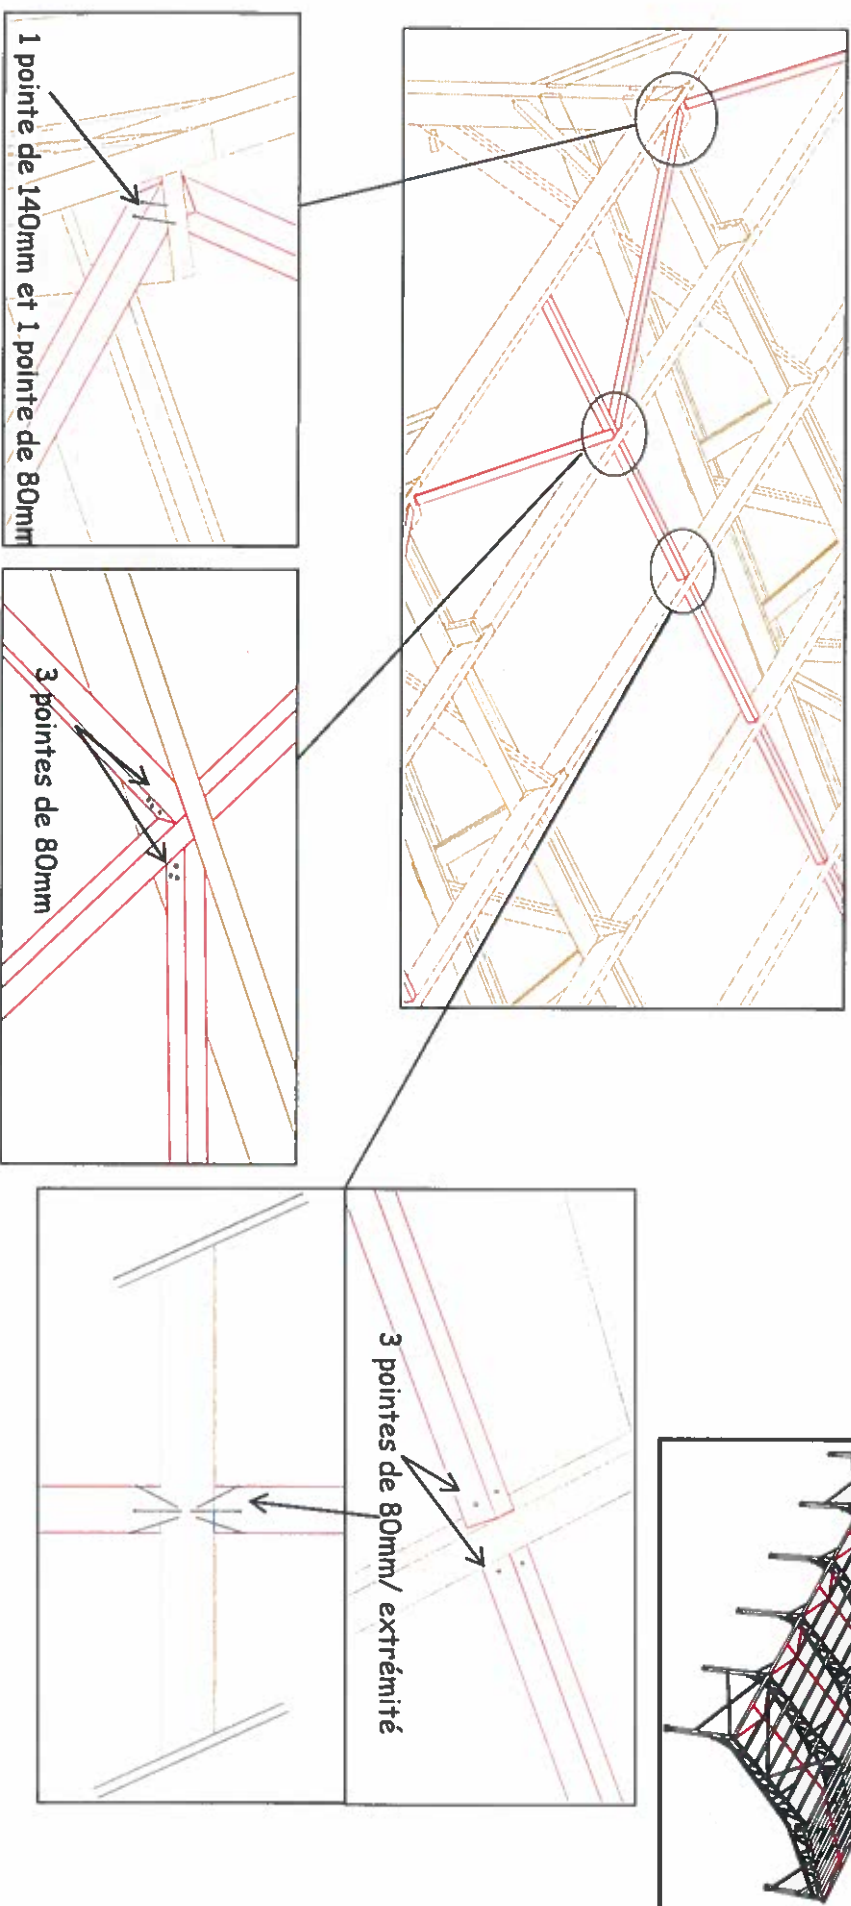 1 pointe de 140mm et 1 pointe de 80mm
3 pointes de 80mm
3 pointes de 80mm/ extrémité